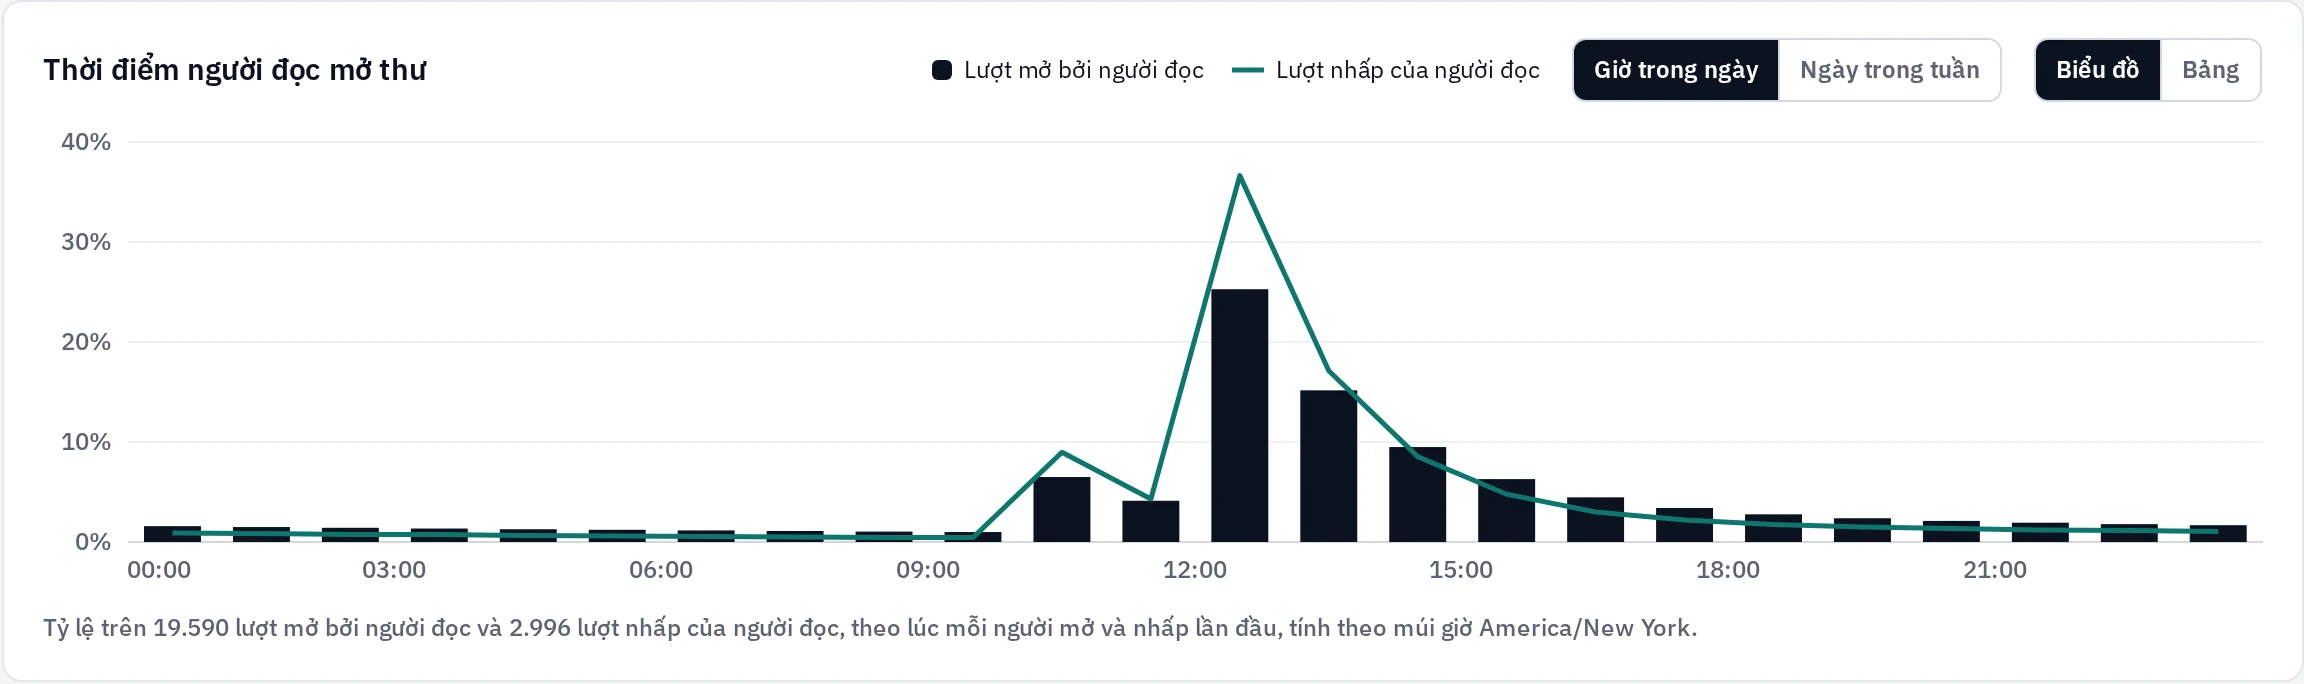 Thời điểm người đọc mở thư
Lượt mở bởi người đọc
Lượt nhấp của người đọc
Giờ trong ngày
Ngày trong tuần
Biểu đồ
Bảng
40%
30%
20%
10%
0%
00:00
03:00
06:00
09:00
12:00
15:00
18:00
21:00
Tỷ lệ trên 19.590 lượt mở bởi người đọc và 2.996 lượt nhấp của người đọc, theo lúc mỗi người mở và nhấp lần đầu, tính theo múi giờ America/New York.